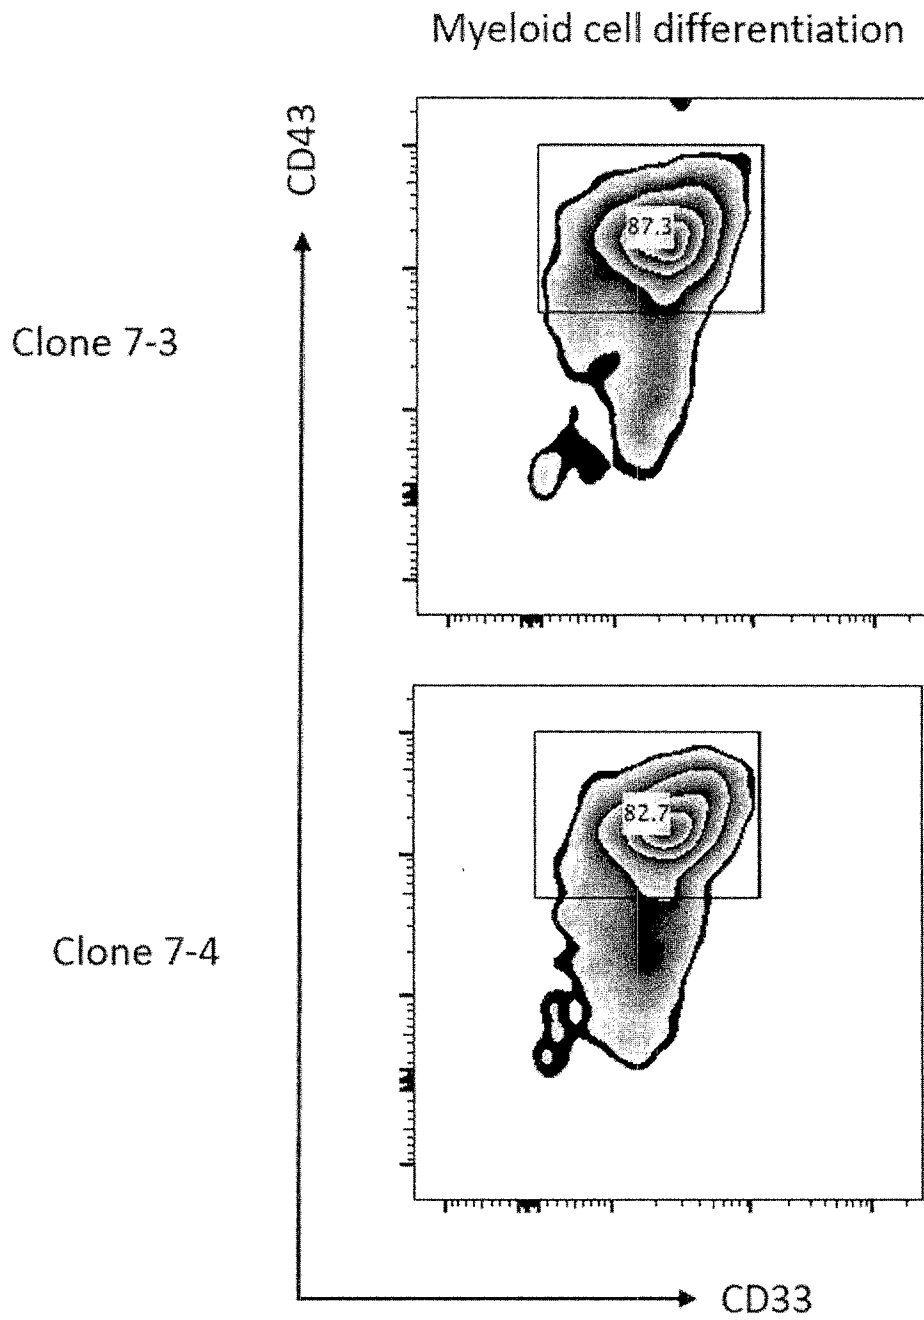 Myeloid cell differentiation
CD43
87.3
Clone 7-3
82.7
Clone 7-4
CD33